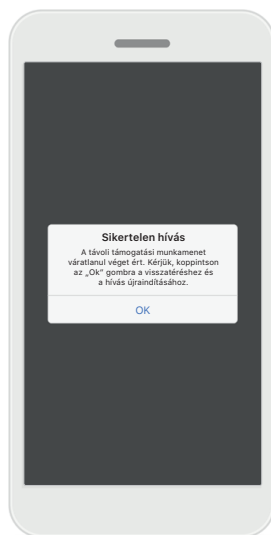 Sikertelen hívás
A távoli támogatási munkamenet
váratlanul véget ért. Kérjük, koppintson
az „Ok” gombra a visszatéréshez és
a hívás újraindításához.
OK